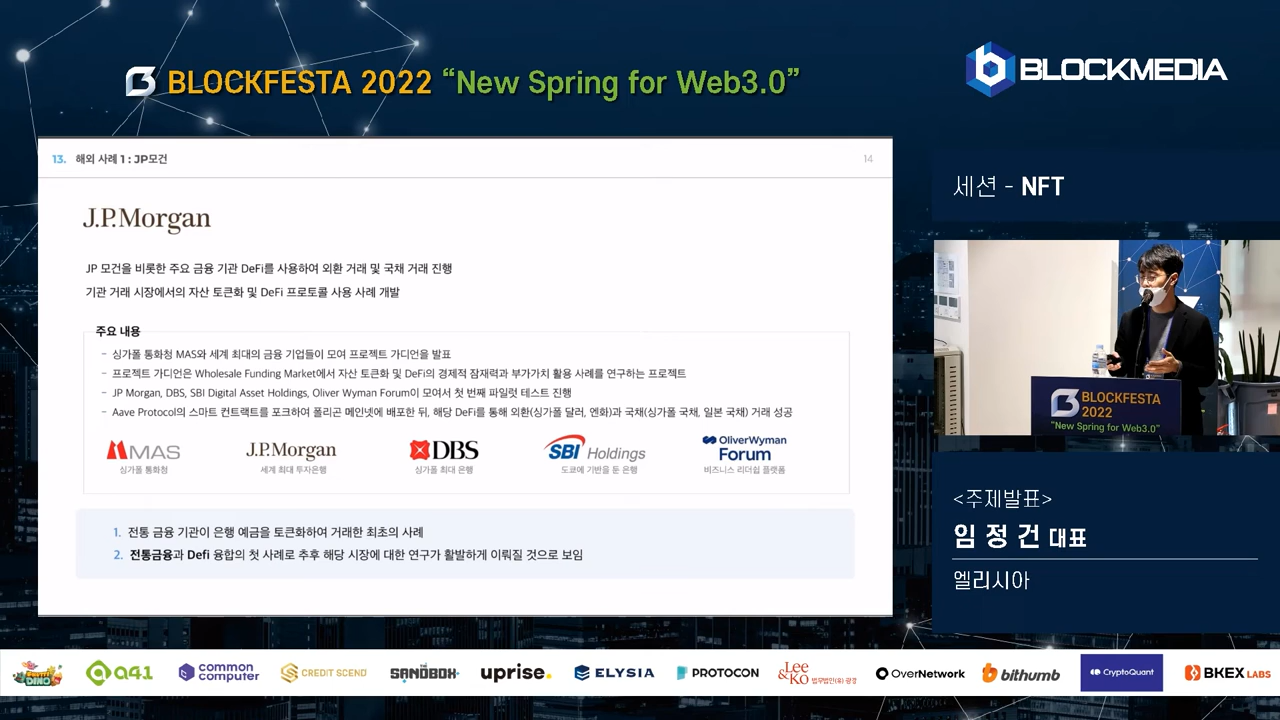 BLOCKFESTA 2022 “New Spring for Web3.0”
BLOCKMEDIA
13. 해외 사례 1 : JP모건
14
J.P.Morgan
JP 모건을 비롯한 주요 금융 기관 DeFi를 사용하여 외환 거래 및 국채 거래 진행
기관 거래 시장에서의 자산 토큰화 및 DeFi 프로토콜 사용 사례 개발
주요 내용
- 싱가폴 통화청 MAS와 세계 최대의 금융 기업들이 모여 프로젝트 가디언을 발표
- 프로젝트 가디언은 Wholesale Funding Market에서 자산 토큰화 및 DeFi의 경제적 잠재력과 부가가치 활용 사례를 연구하는 프로젝트
- JP Morgan, DBS, SBI Digital Asset Holdings, Oliver Wyman Forum이 모여서 첫 번째 파일럿 테스트 진행
- Aave Protocol의 스마트 컨트랙트를 포크하여 폴리곤 메인넷에 배포한 뒤, 해당 DeFi를 통해 외환(싱가폴 달러, 엔화)과 국채(싱가폴 국채, 일본 국채) 거래 성공
MAS
싱가폴 통화청
J.P.Morgan
세계 최대 투자은행
DBS
싱가폴 최대 은행
SBI Holdings
도쿄에 기반을 둔 은행
OliverWyman
Forum
비즈니스 리더쉽 플랫폼
1. 전통 금융 기관이 은행 예금을 토큰화하여 거래한 최초의 사례
2. 전통금융과 Defi 융합의 첫 사례로 추후 해당 시장에 대한 연구가 활발하게 이뤄질 것으로 보임
세션 - NFT
BLOCKFESTA
2022
“New Spring for Web3.0”
<주제발표>
임 정 건 대표
엘리시아
DINO
a41
common
computer
CREDIT SCEND
THE
SANDBOX
uprise.
ELYSIA
PROTOCON
Lee
&Ko 법무법인(유) 광장
OverNetwork
bithumb
CryptoQuant
BKEX LABS